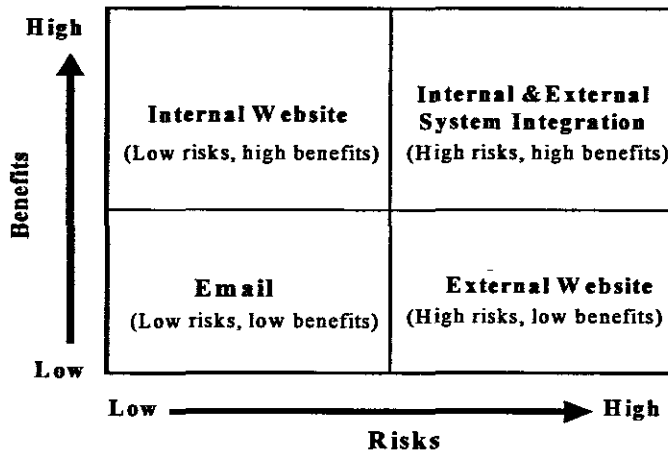 High
Benefits
Low
Internal Website
(Low risks, high benefits)
Internal &External
System Integration
(High risks, high benefits)
Email
(Low risks, low benefits)
External Website
(High risks, low benefits)
Low
High
Risks